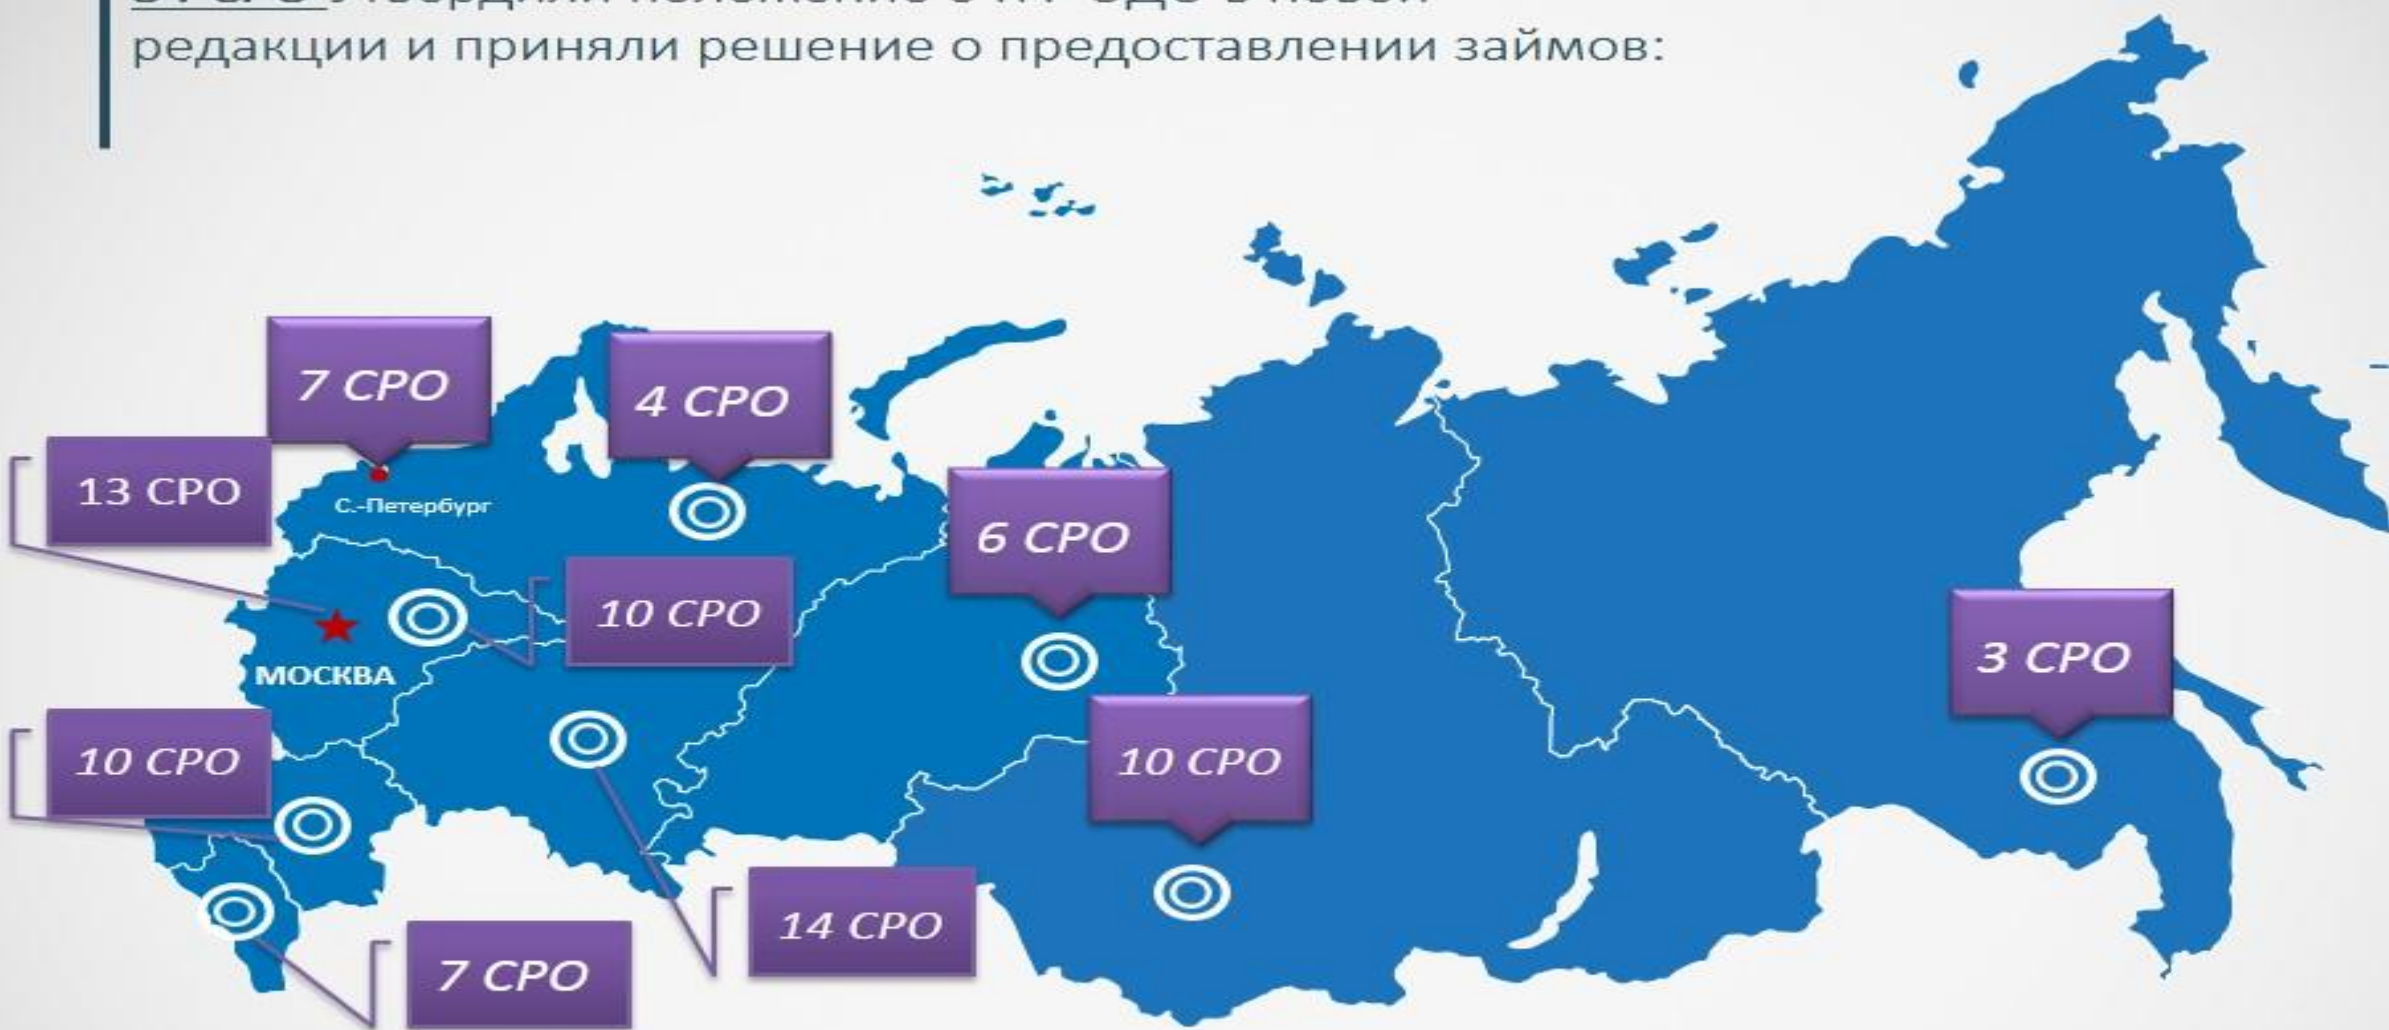 редакции и приняли решение о предоставлении займов:
7 СРО
4 СРО
13 СРО
С.-Петербург
6 СРО
10 СРО
МОСКВА
3 СРО
10 СРО
10 СРО
14 СРО
7 СРО